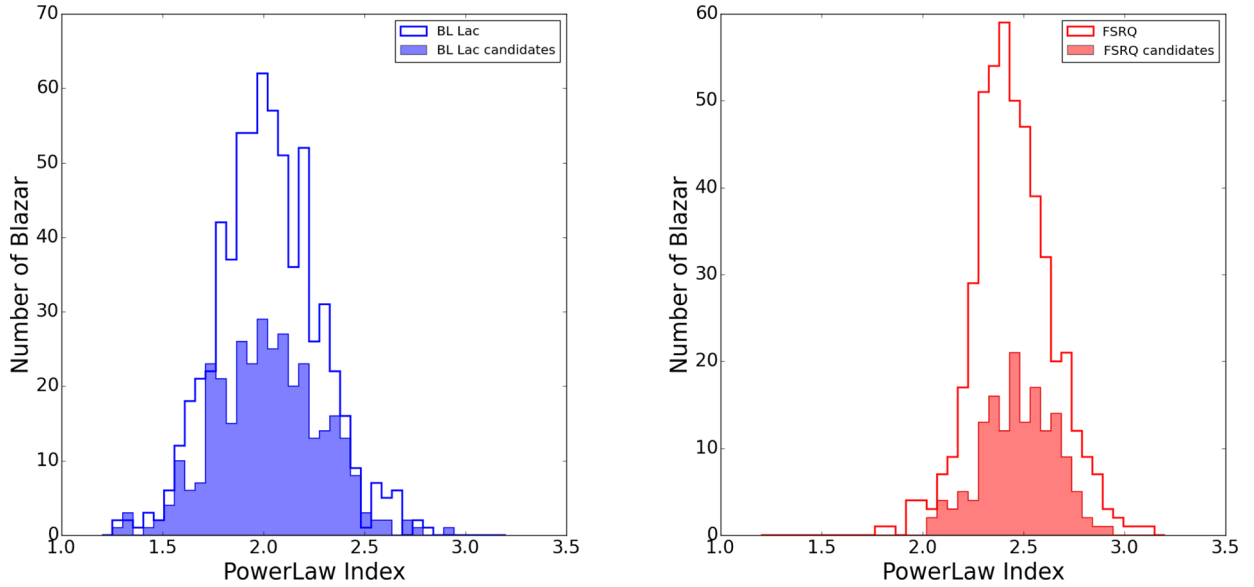 70
60
50
40
30
20
10
0
Number of Blazar
BL Lac
BL Lac candidates
1.0 1.5 2.0 2.5 3.0 3.5
PowerLaw Index
60
50
40
30
20
10
0
Number of Blazar
FSRQ
FSRQ candidates
1.0 1.5 2.0 2.5 3.0 3.5
PowerLaw Index